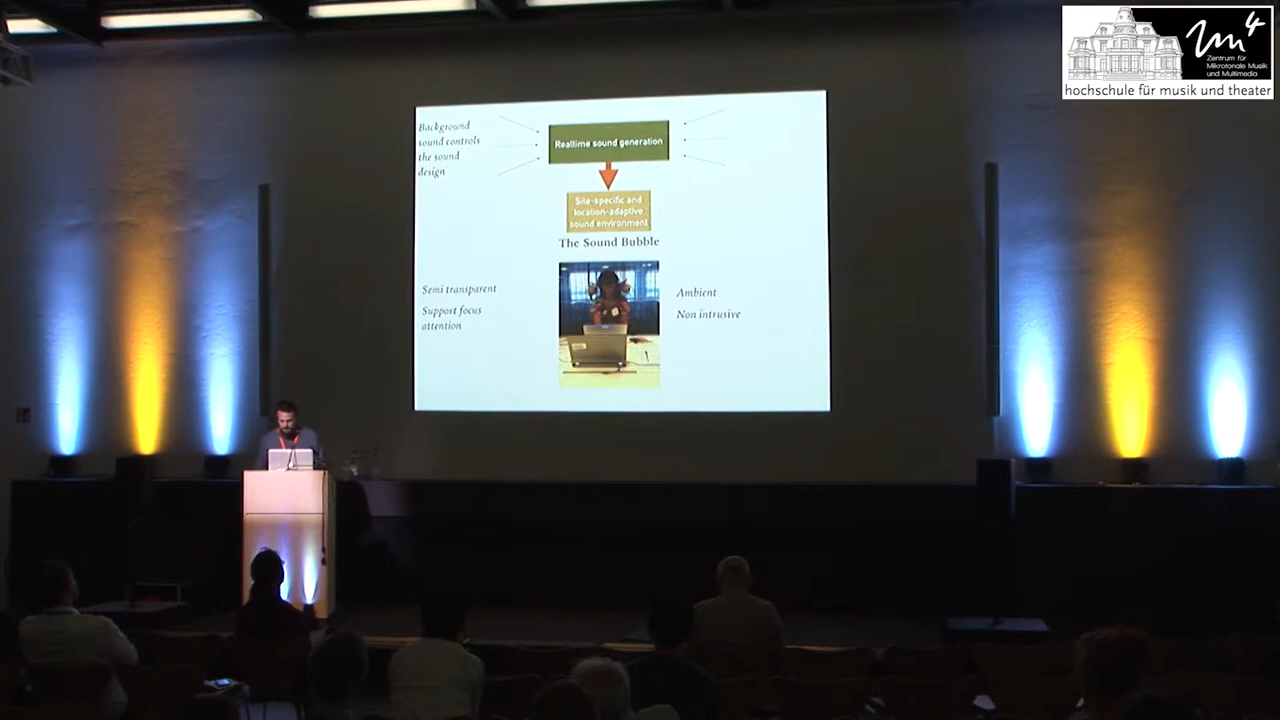 m4
Zentrum für
Mikrotonale Musik
und Multimedia
hochschule für musik und theater
Background
sound controls
the sound
design
Realtime sound generation
Site-specific and
location-adaptive
sound environment
The Sound Bubble
Semi transparent
Support focus
attention
Ambient
Non intrusive